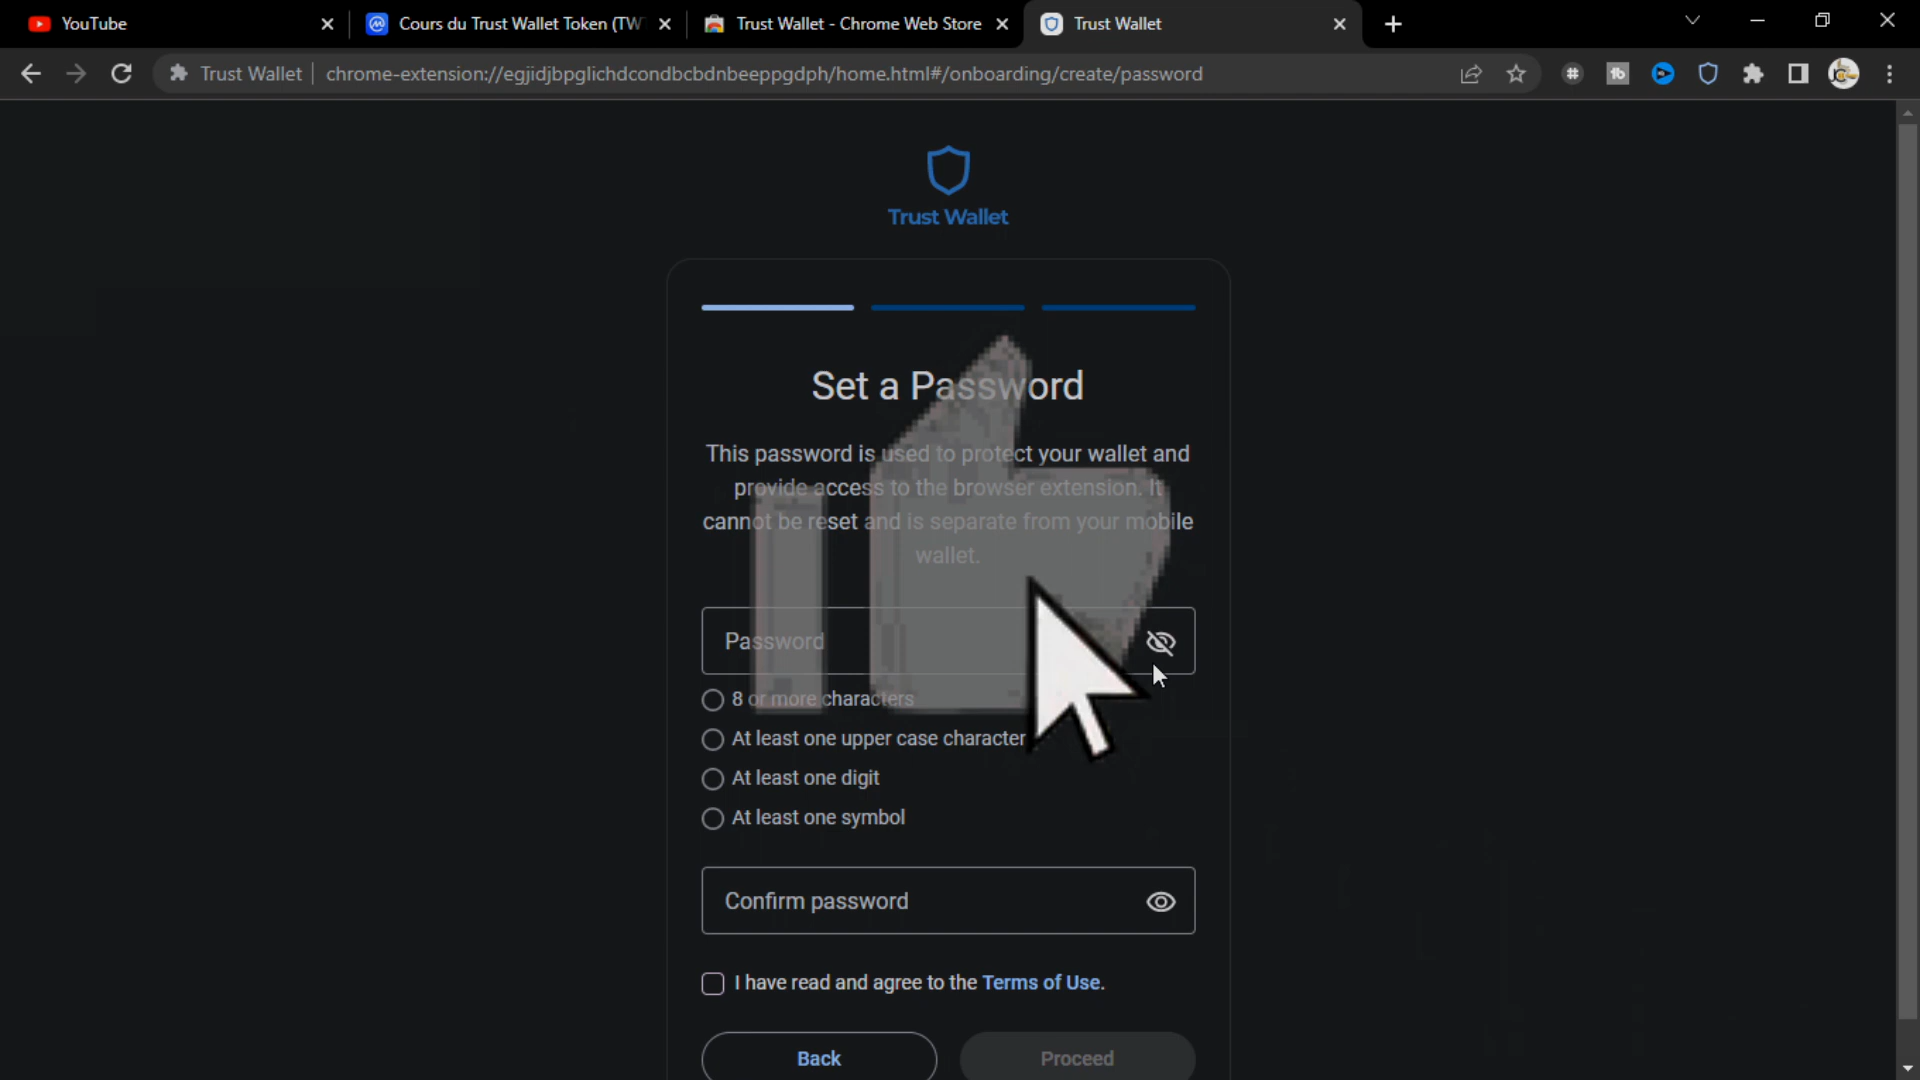 YouTube
Cours du Trust Wallet Token (TW
Trust Wallet - Chrome Web Store
Trust Wallet
Trust Wallet
chrome-extension://egjidjbpglichdcondbcbdnbeeppgdph/home.html#/onboarding/create/password
Trust Wallet
Set a Password
This password is used to protect your wallet and
provide access to the browser extension. It
cannot be reset and is separate from your mobile
wallet.
Password
8 or more characters
At least one upper case character
At least one digit
At least one symbol
Confirm password
I have read and agree to the Terms of Use.
Back
Proceed